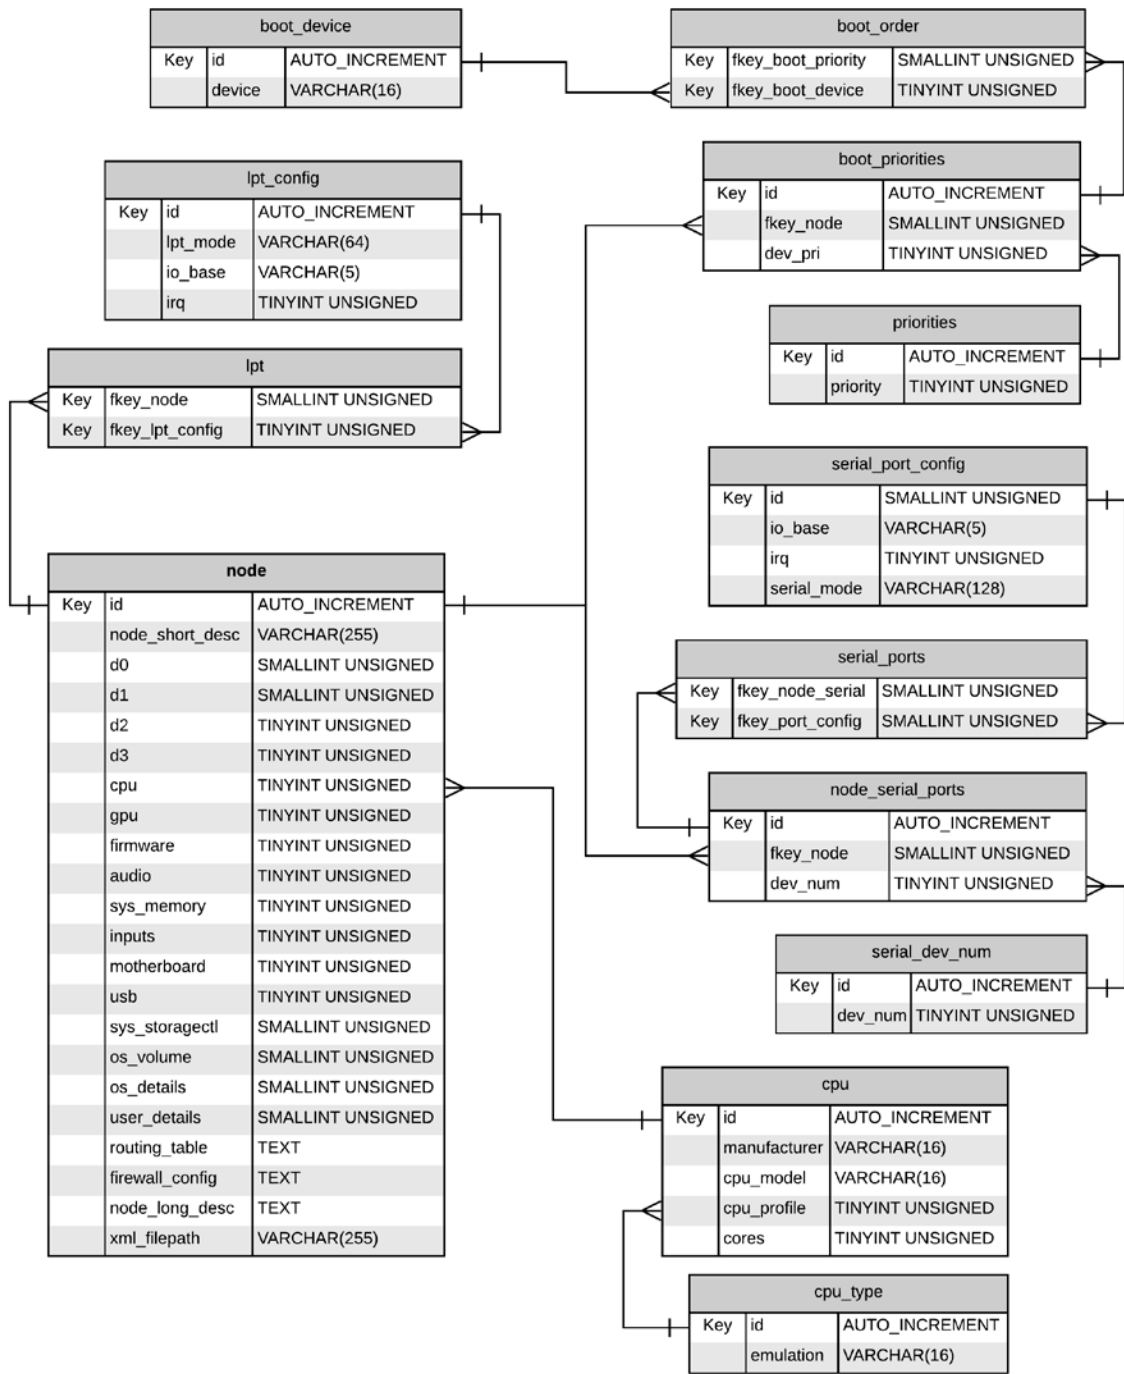 boot_device
Key id AUTO_INCREMENT
device VARCHAR(16)
boot_order
Key fkey_boot_priority SMALLINT UNSIGNED
Key fkey_boot_device TINYINT UNSIGNED
boot_priorities
Key id AUTO_INCREMENT
fkey_node SMALLINT UNSIGNED
dev_pri TINYINT UNSIGNED
lpt_config
Key id AUTO_INCREMENT
lpt_mode VARCHAR(64)
io_base VARCHAR(5)
irq TINYINT UNSIGNED
priorities
Key id AUTO_INCREMENT
priority TINYINT UNSIGNED
lpt
Key fkey_node SMALLINT UNSIGNED
Key fkey_lpt_config TINYINT UNSIGNED
serial_port_config
Key id SMALLINT UNSIGNED
io_base VARCHAR(5)
irq TINYINT UNSIGNED
serial_mode VARCHAR(128)
node
Key id AUTO_INCREMENT
node_short_desc VARCHAR(255)
d0 SMALLINT UNSIGNED
d1 SMALLINT UNSIGNED
d2 TINYINT UNSIGNED
d3 TINYINT UNSIGNED
cpu TINYINT UNSIGNED
gpu TINYINT UNSIGNED
firmware TINYINT UNSIGNED
audio TINYINT UNSIGNED
sys_memory TINYINT UNSIGNED
inputs TINYINT UNSIGNED
motherboard TINYINT UNSIGNED
usb TINYINT UNSIGNED
sys_storagectl SMALLINT UNSIGNED
os_volume SMALLINT UNSIGNED
os_details SMALLINT UNSIGNED
user_details SMALLINT UNSIGNED
routing_table TEXT
firewall_config TEXT
node_long_desc TEXT
xml_filepath VARCHAR(255)
serial_ports
Key fkey_node_serial SMALLINT UNSIGNED
Key fkey_port_config SMALLINT UNSIGNED
node_serial_ports
Key id AUTO_INCREMENT
fkey_node SMALLINT UNSIGNED
dev_num TINYINT UNSIGNED
serial_dev_num
Key id AUTO_INCREMENT
dev_num TINYINT UNSIGNED
cpu
Key id AUTO_INCREMENT
manufacturer VARCHAR(16)
cpu_model VARCHAR(16)
cpu_profile TINYINT UNSIGNED
cores TINYINT UNSIGNED
cpu_type
Key id AUTO_INCREMENT
emulation VARCHAR(16)